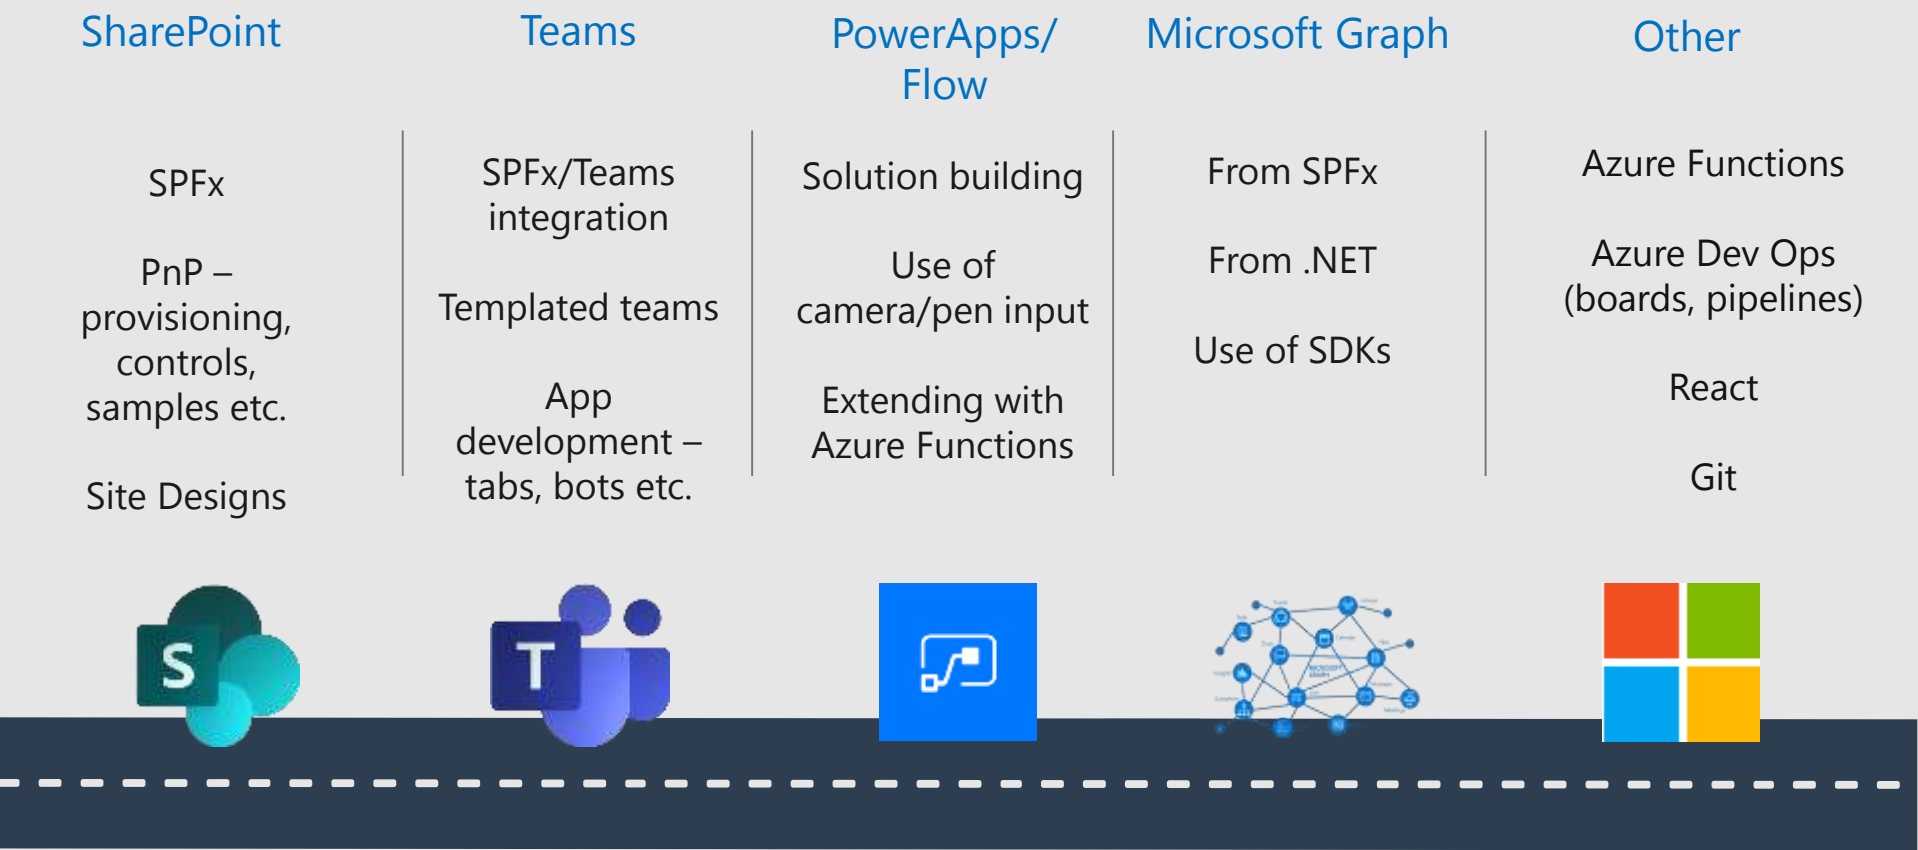 SharePoint
Teams
PowerApps/
Flow
Microsoft Graph
Other
SPFx
PnP –
provisioning,
controls,
samples etc.
Site Designs
SPFx/Teams
integration
Templated teams
App
development –
tabs, bots etc.
Solution building
Use of
camera/pen input
Extending with
Azure Functions
From SPFx
From .NET
Use of SDKs
Azure Functions
Azure Dev Ops
(boards, pipelines)
React
Git
S
T
MICROSOFT
GRAPH